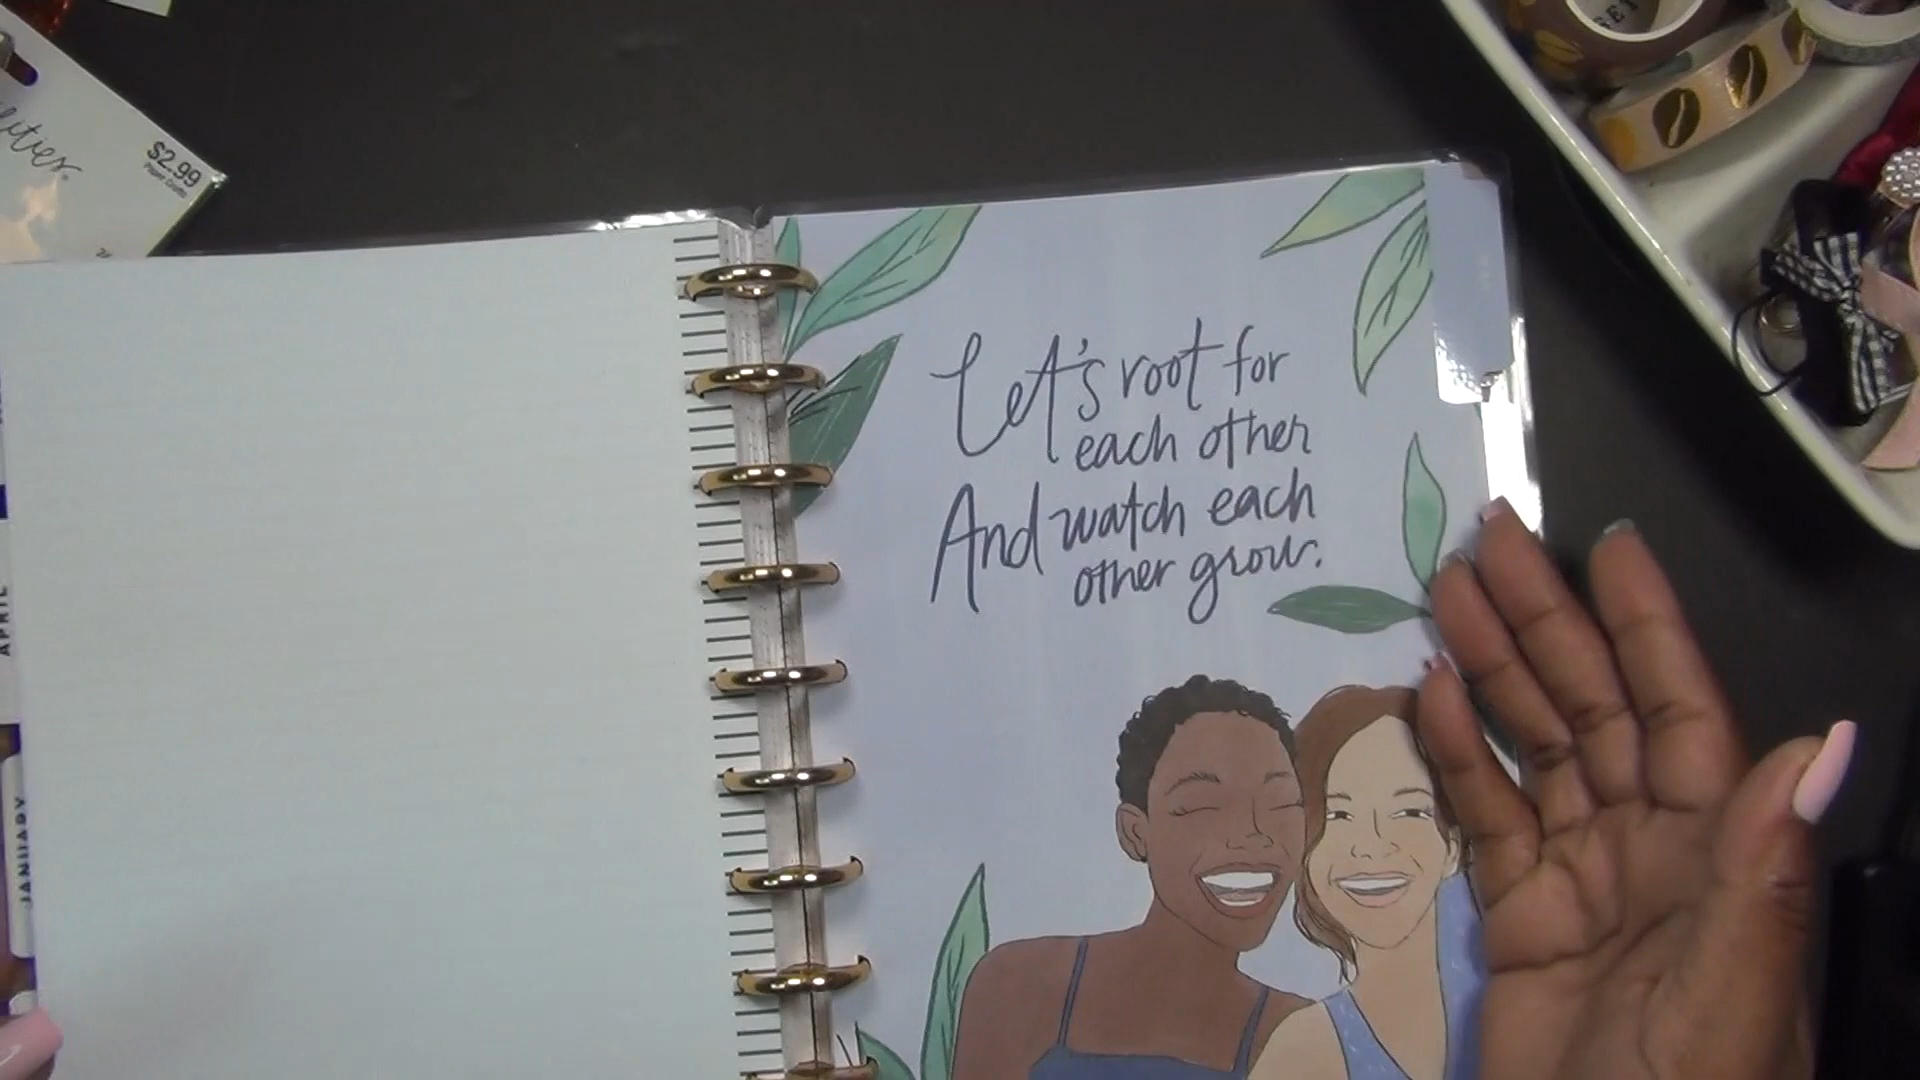 $2.99
Let's root for
each other
And watch each
other grow.
APRIL
JANUARY